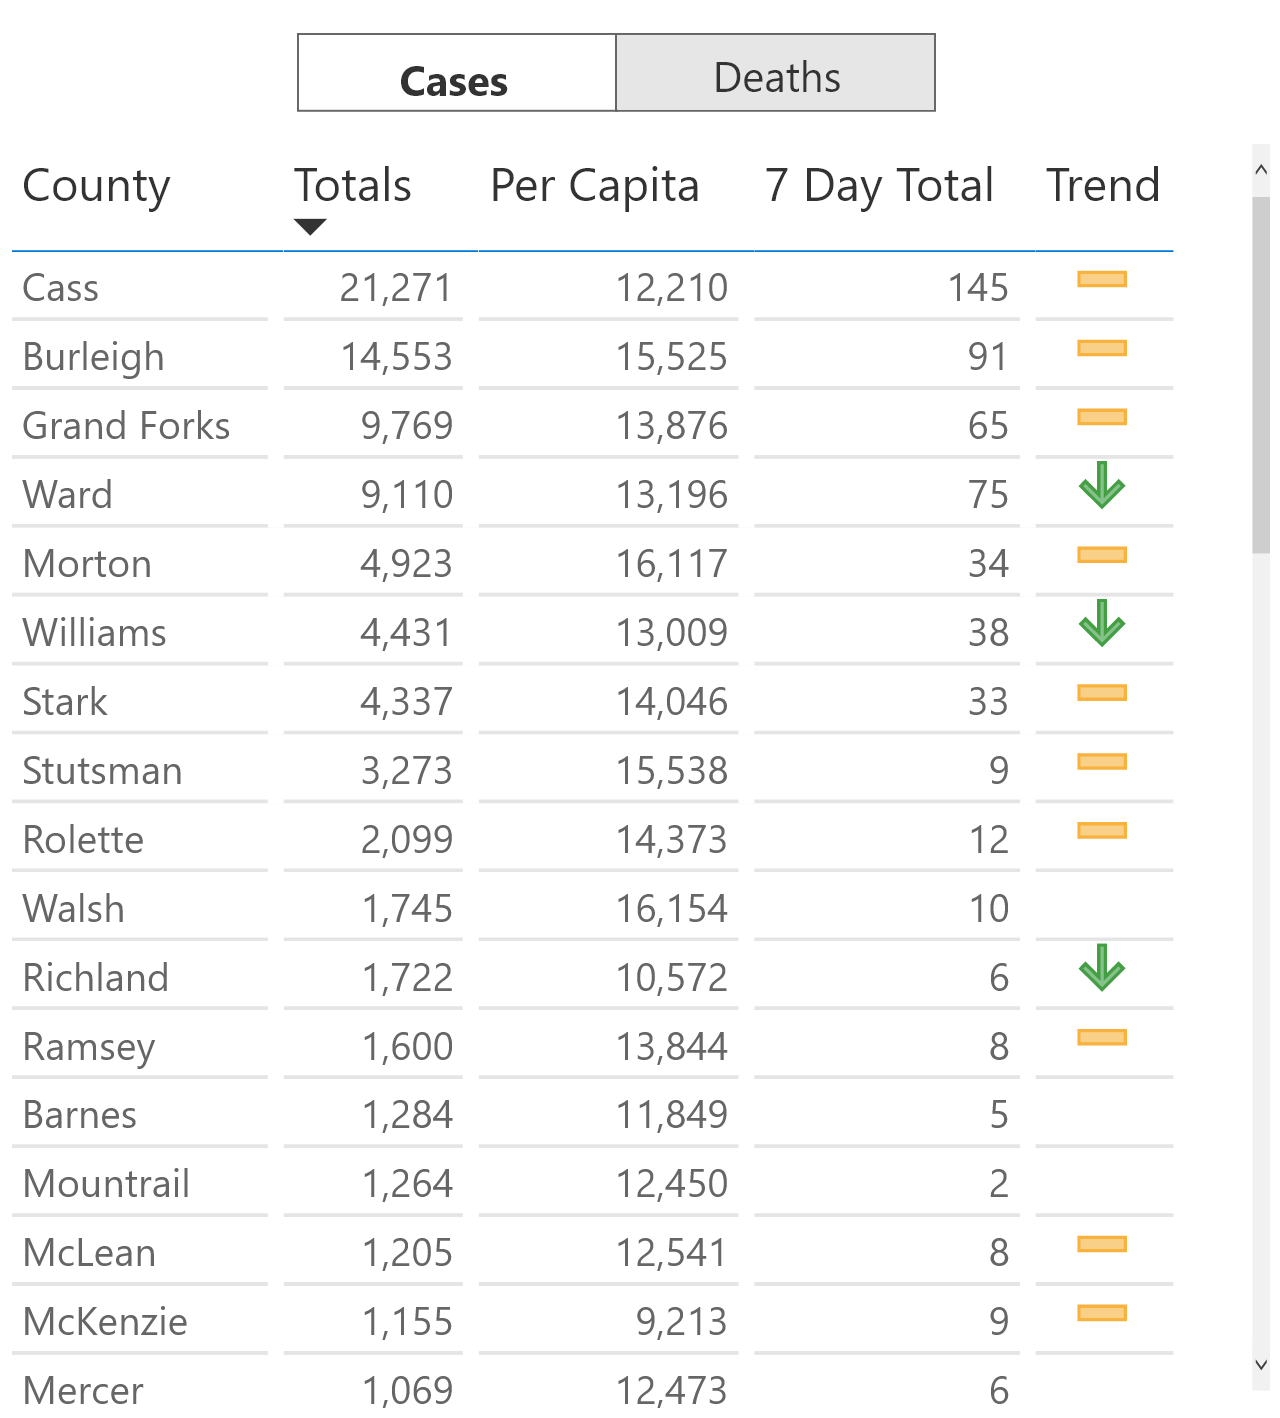 Cases Deaths
County Totals Per Capita 7 Day Total Trend
Cass 21,271 12,210 145
Burleigh 14,553 15,525 91
Grand Forks 9,769 13,876 65
Ward 9,110 13,196 75
Morton 4,923 16,117 34
Williams 4,431 13,009 38
Stark 4,337 14,046 33
Stutsman 3,273 15,538 9
Rolette 2,099 14,373 12
Walsh 1,745 16,154 10
Richland 1,722 10,572 6
Ramsey 1,600 13,844 8
Barnes 1,284 11,849 5
Mountrail 1,264 12,450 2
McLean 1,205 12,541 8
McKenzie 1,155 9,213 9
Mercer 1,069 12,473 6